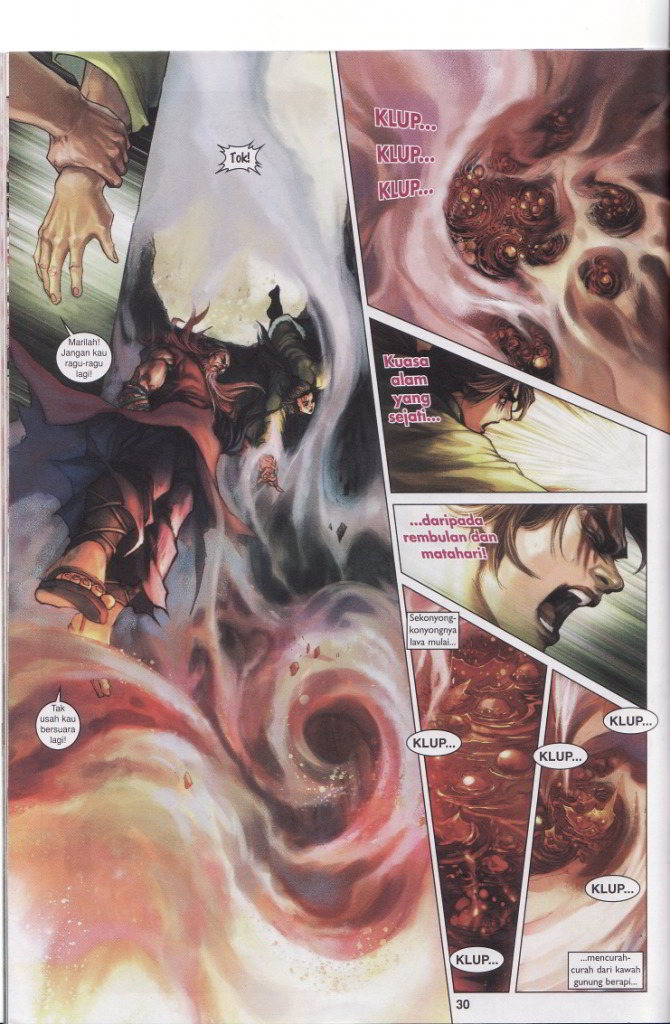 Marilah!
Jangan kau
ragu-ragu
lagi!
Tok!
Tak
usah kau
bersuara
lagi!
KLUP...
KLUP...
KLUP...
Kuasa
alam
yang
sejati...
...daripada
rembulan dan
matahari!
Sekonyong-
konyongnya
lava mulai...
KLUP...
KLUP...
KLUP...
KLUP...
KLUP...
...mencurah-
curah dari kawah
gunung berapi...
30